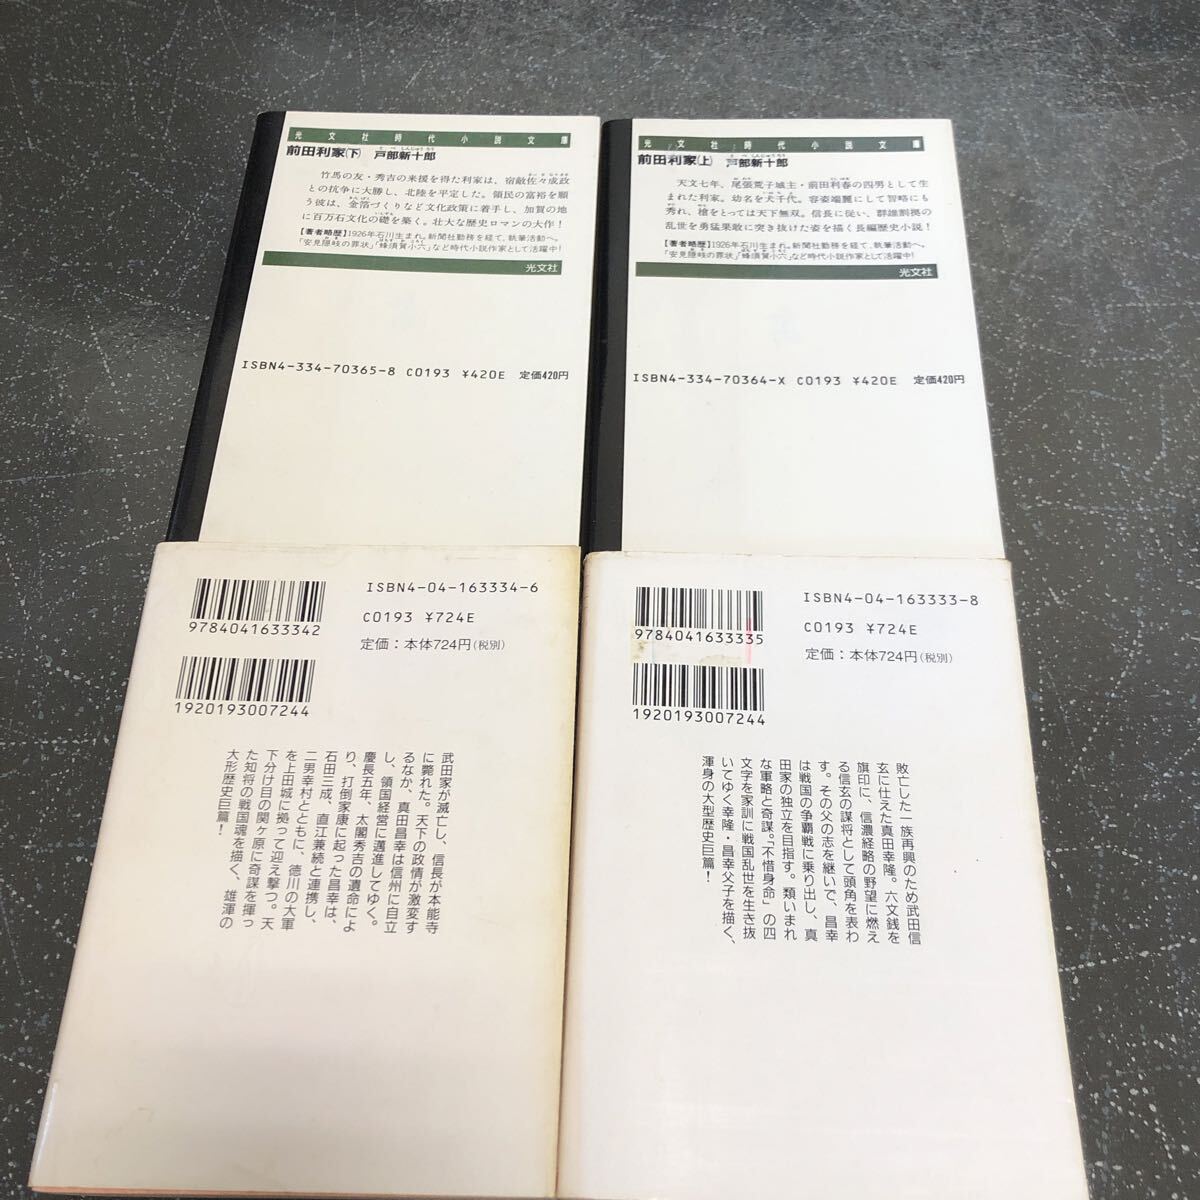 光文社時代小説文庫
前田利家(下) 戸部新十郎
とべしんじゅうろう
竹馬の友・秀吉の来援を得た利家は、宿敵佐々成政
との抗争に大勝し、北陸を平定した。領民の富裕を願
う彼は、金箔づくりなど文化政策に着手し、加賀の地
に百万石文化の礎を築く。壮大な歴史ロマンの大作!
【著者略歴】1926年石川生まれ。新聞社勤務を経て、執筆活動へ。
「安見隠岐の罪状」「蜂須賀小六」など時代小説作家として活躍中!
光文社
ISBN4-334-70365-8 C0193 ¥420E 定価420円
光文社時代小説文庫
前田利家(上) 戸部新十郎
とべしんじゅうろう
天文七年、尾張荒子城主・前田利春の四男として生
まれた利家。幼名を犬千代。容姿端麗にして智略にも
秀れ、槍をとっては天下無双。信長に従い、群雄割拠の
乱世を勇猛果敢に突き抜けた姿を描く長編歴史小説!
【著者略歴】1926年石川生まれ。新聞社勤務を経て、執筆活動へ。
「安見隠岐の罪状」「蜂須賀小六」など時代小説作家として活躍中!
光文社
ISBN4-334-70364-X C0193 ¥420E 定価420円
9784041633342
1920193007244
ISBN4-04-163334-6
C0193 ¥724E
定価:本体724円(税別)
武田家が滅亡し、信長が本能寺
に斃れた。天下の政情が激変す
るなか、真田昌幸は信州に自立
し、領国経営に邁進してゆく。
慶長五年、太閤秀吉の遺命によ
り、打倒家康に起った昌幸は、
石田三成、直江兼続と連携し、
二男幸村とともに、徳川の大軍
を上田城に拠って迎え撃つ。天
下分け目の関ヶ原に奇謀を揮っ
た知将の戦国魂を描く、雄渾の
大形歴史巨篇!
9784041633335
1920193007244
ISBN4-04-163333-8
C0193 ¥724E
定価:本体724円(税別)
敗亡した一族再興のため武田信
玄に仕えた真田幸隆。六文銭を
旗印に、信濃経略の野望に燃え
る信玄の謀将として頭角を表わ
す。その父の志を継いで、昌幸
は戦国の争覇戦に乗り出し、真
田家の独立を目指す。類いまれ
な軍略と奇謀。「不惜身命」の四
文字を家訓に戦国乱世を生き抜
いてゆく幸隆・昌幸父子を描く、
渾身の大型歴史巨篇!